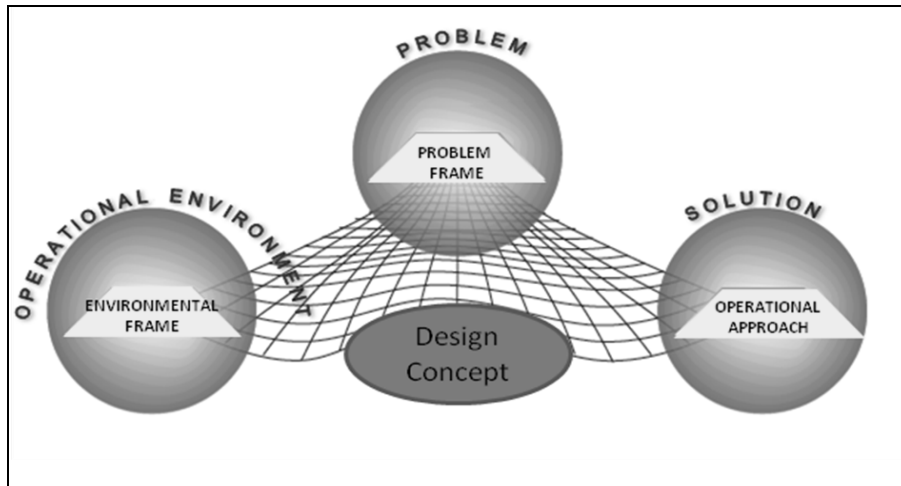 PROBLEM
PROBLEM
FRAME
OPERATIONAL ENVIRONMENT
ENVIRONMENTAL
FRAME
SOLUTION
OPERATIONAL
APPROACH
Design
Concept